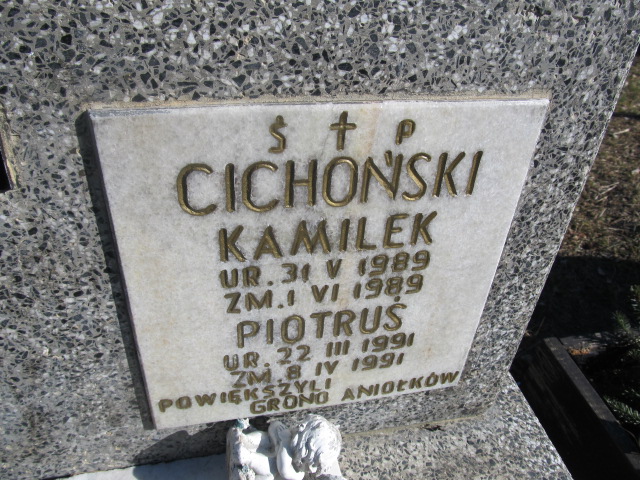 Ś † P
CICHOŃSKI
KAMILEK
UR. 31 V 1989
ZM. 1 VI 1989
PIOTRUŚ
UR. 22 III 1991
ZM. 8 IV 1991
POWIĘKSZYLI
GRONO ANIOŁKÓW